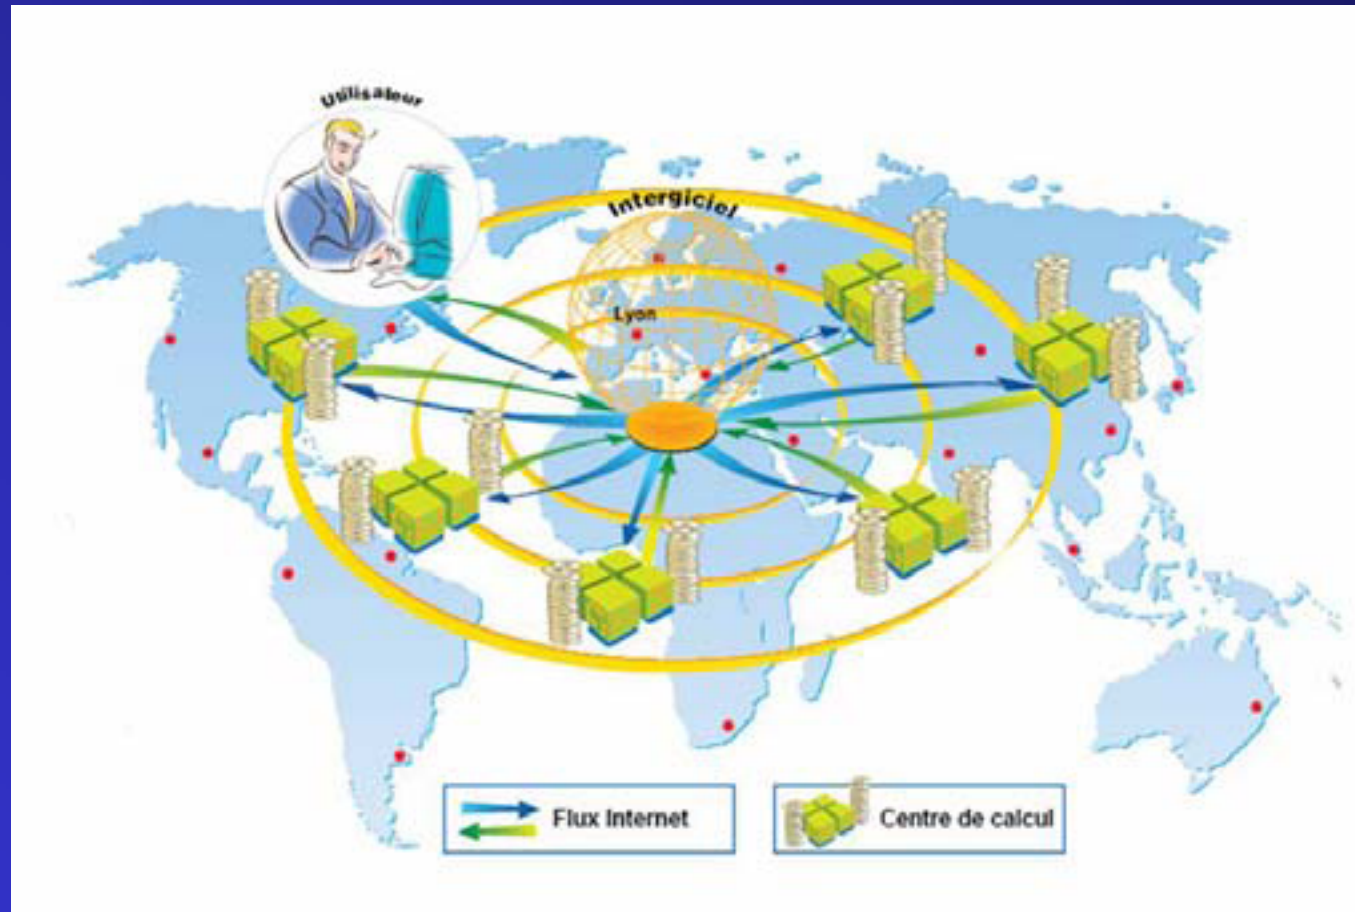 Utilisateur
Intergiciel
Lyon
Flux Internet
Centre de calcul